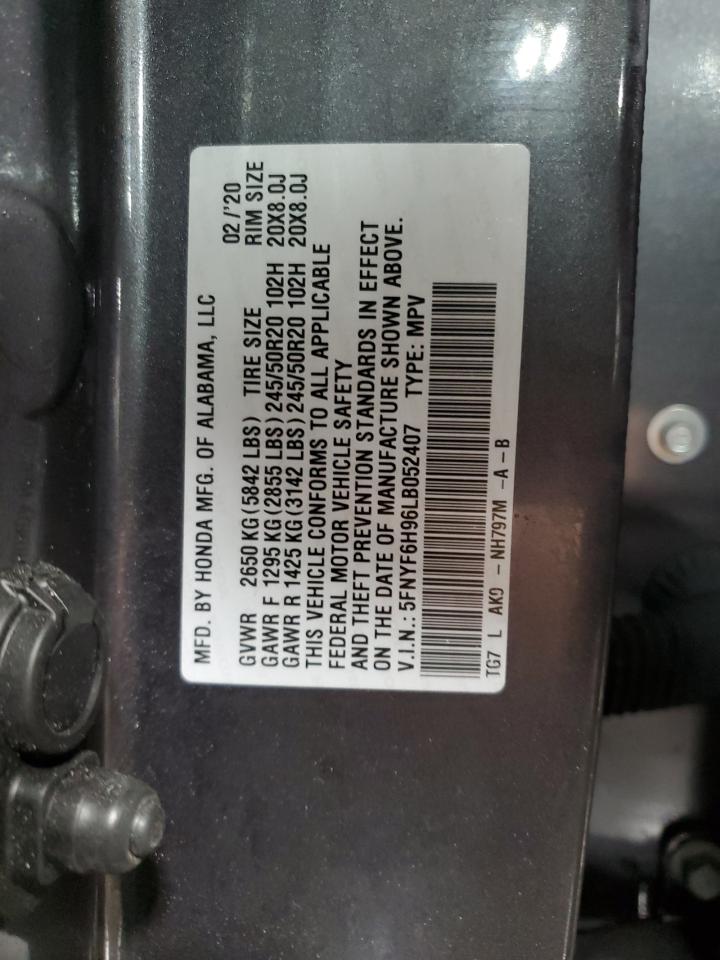 MFD. BY HONDA MFG. OF ALABAMA, LLC
02 /'20
GVWR 2650 KG (5842 LBS) TIRE SIZE RIM SIZE
GAWR F 1295 KG (2855 LBS) 245/50R20 102H 20X8.0J
GAWR R 1425 KG (3142 LBS) 245/50R20 102H 20X8.0J
THIS VEHICLE CONFORMS TO ALL APPLICABLE
FEDERAL MOTOR VEHICLE SAFETY
AND THEFT PREVENTION STANDARDS IN EFFECT
ON THE DATE OF MANUFACTURE SHOWN ABOVE.
V.I.N.: 5FNYF6H96LB052407 TYPE: MPV
TG7 L AK9 - NH797M -A-B